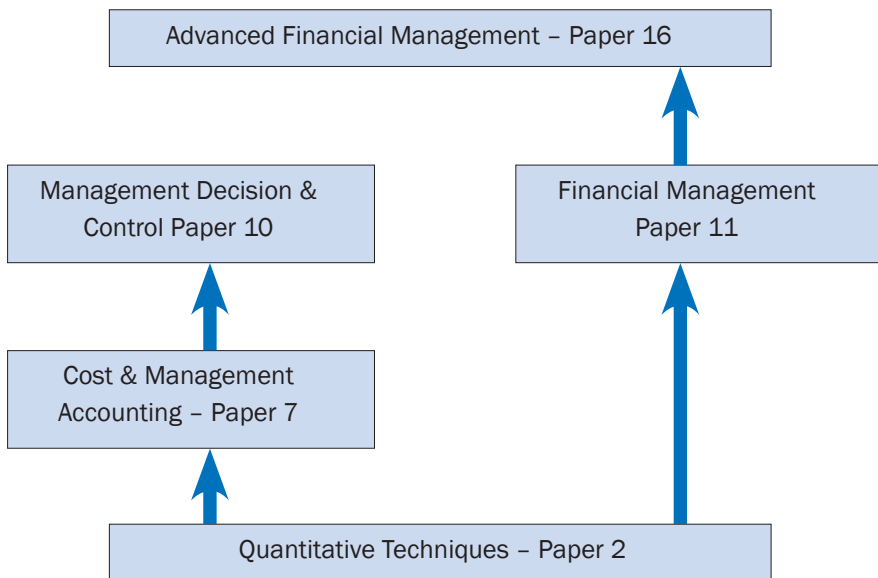 Advanced Financial Management – Paper 16
Management Decision &
Control Paper 10
Financial Management
Paper 11
Cost & Management
Accounting – Paper 7
Quantitative Techniques – Paper 2